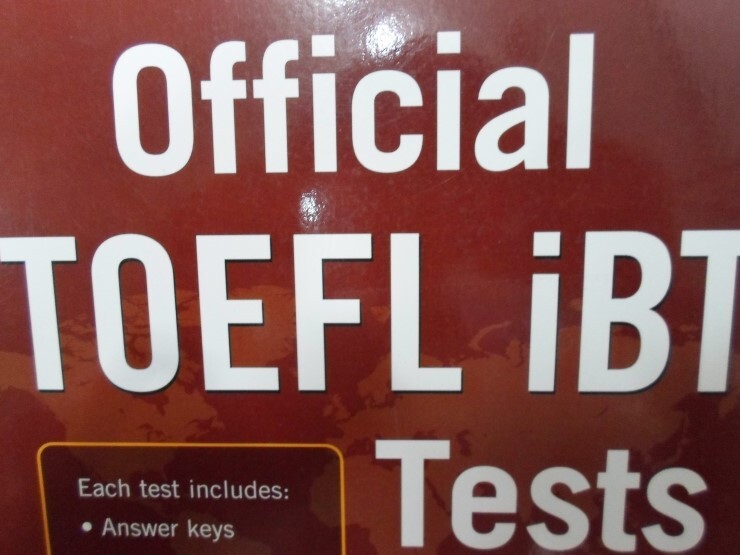 Official
TOEFL iBT
Tests
Each test includes:
• Answer keys